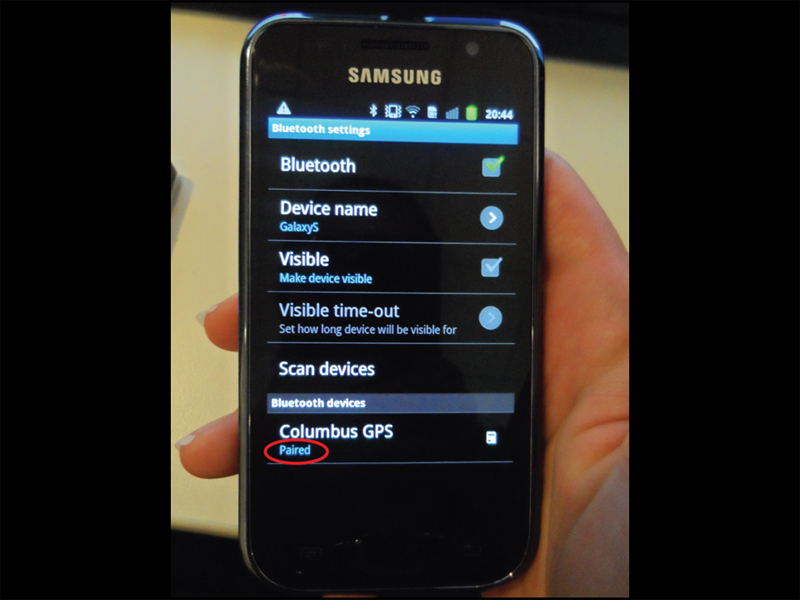 SAMSUNG
20:44
Bluetooth settings
Bluetooth
Device name
GalaxyS
Visible
Make device visible
Visible time-out
Set how long device will be visible for
Scan devices
Bluetooth devices
Columbus GPS
Paired